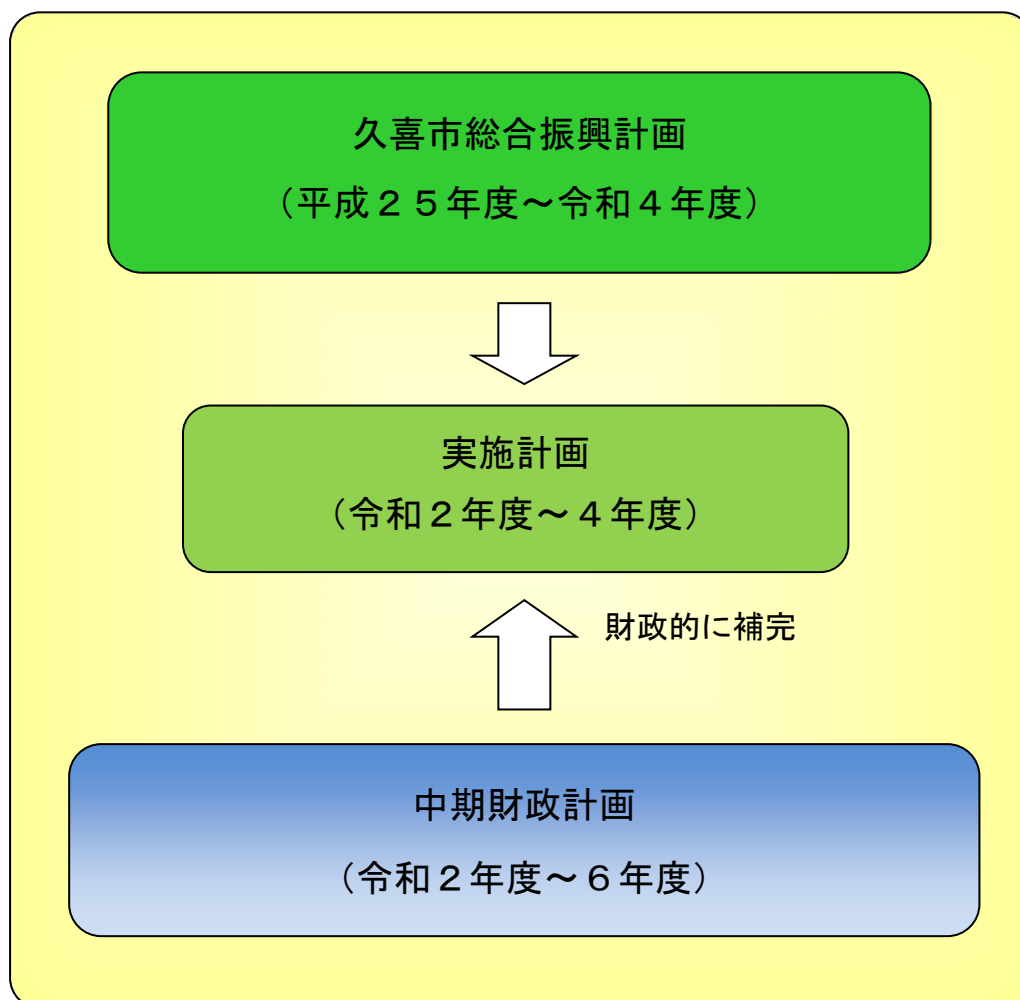 久喜市総合振興計画
（平成２５年度～令和４年度）
実施計画
（令和２年度～４年度）
財政的に補完
中期財政計画
（令和２年度～６年度）